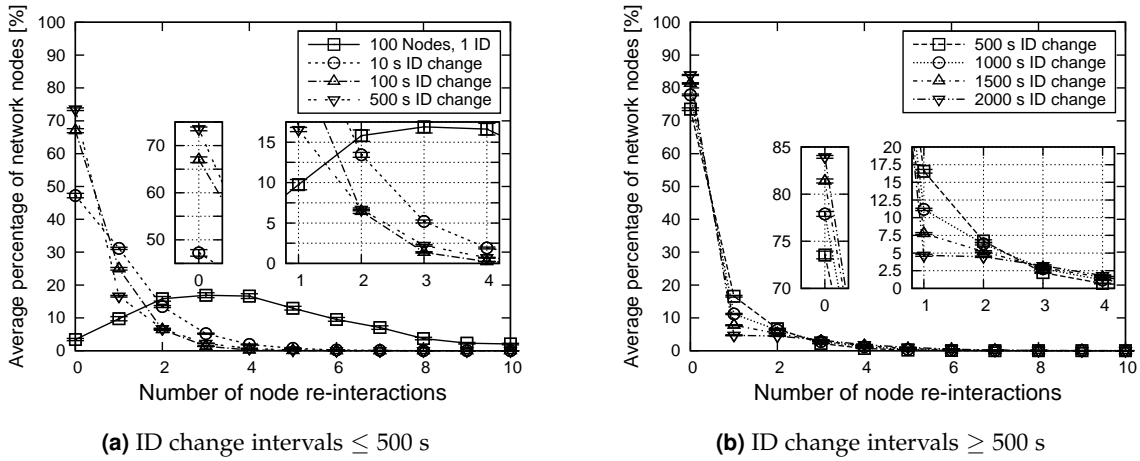 Average percentage of network nodes [%]
100
90
80
70
60
50
40
30
20
10
0
0 2 4 6 8 10
Number of node re-interactions
100 Nodes, 1 ID
10 s ID change
100 s ID change
500 s ID change
70
60
50
0
15
10
5
0
1 2 3 4
(a) ID change intervals ≤ 500 s
Average percentage of network nodes [%]
100
90
80
70
60
50
40
30
20
10
0
0 2 4 6 8 10
Number of node re-interactions
500 s ID change
1000 s ID change
1500 s ID change
2000 s ID change
85
80
75
70
0
20
17.5
15
12.5
10
7.5
5
2.5
0
1 2 3 4
(b) ID change intervals ≥ 500 s